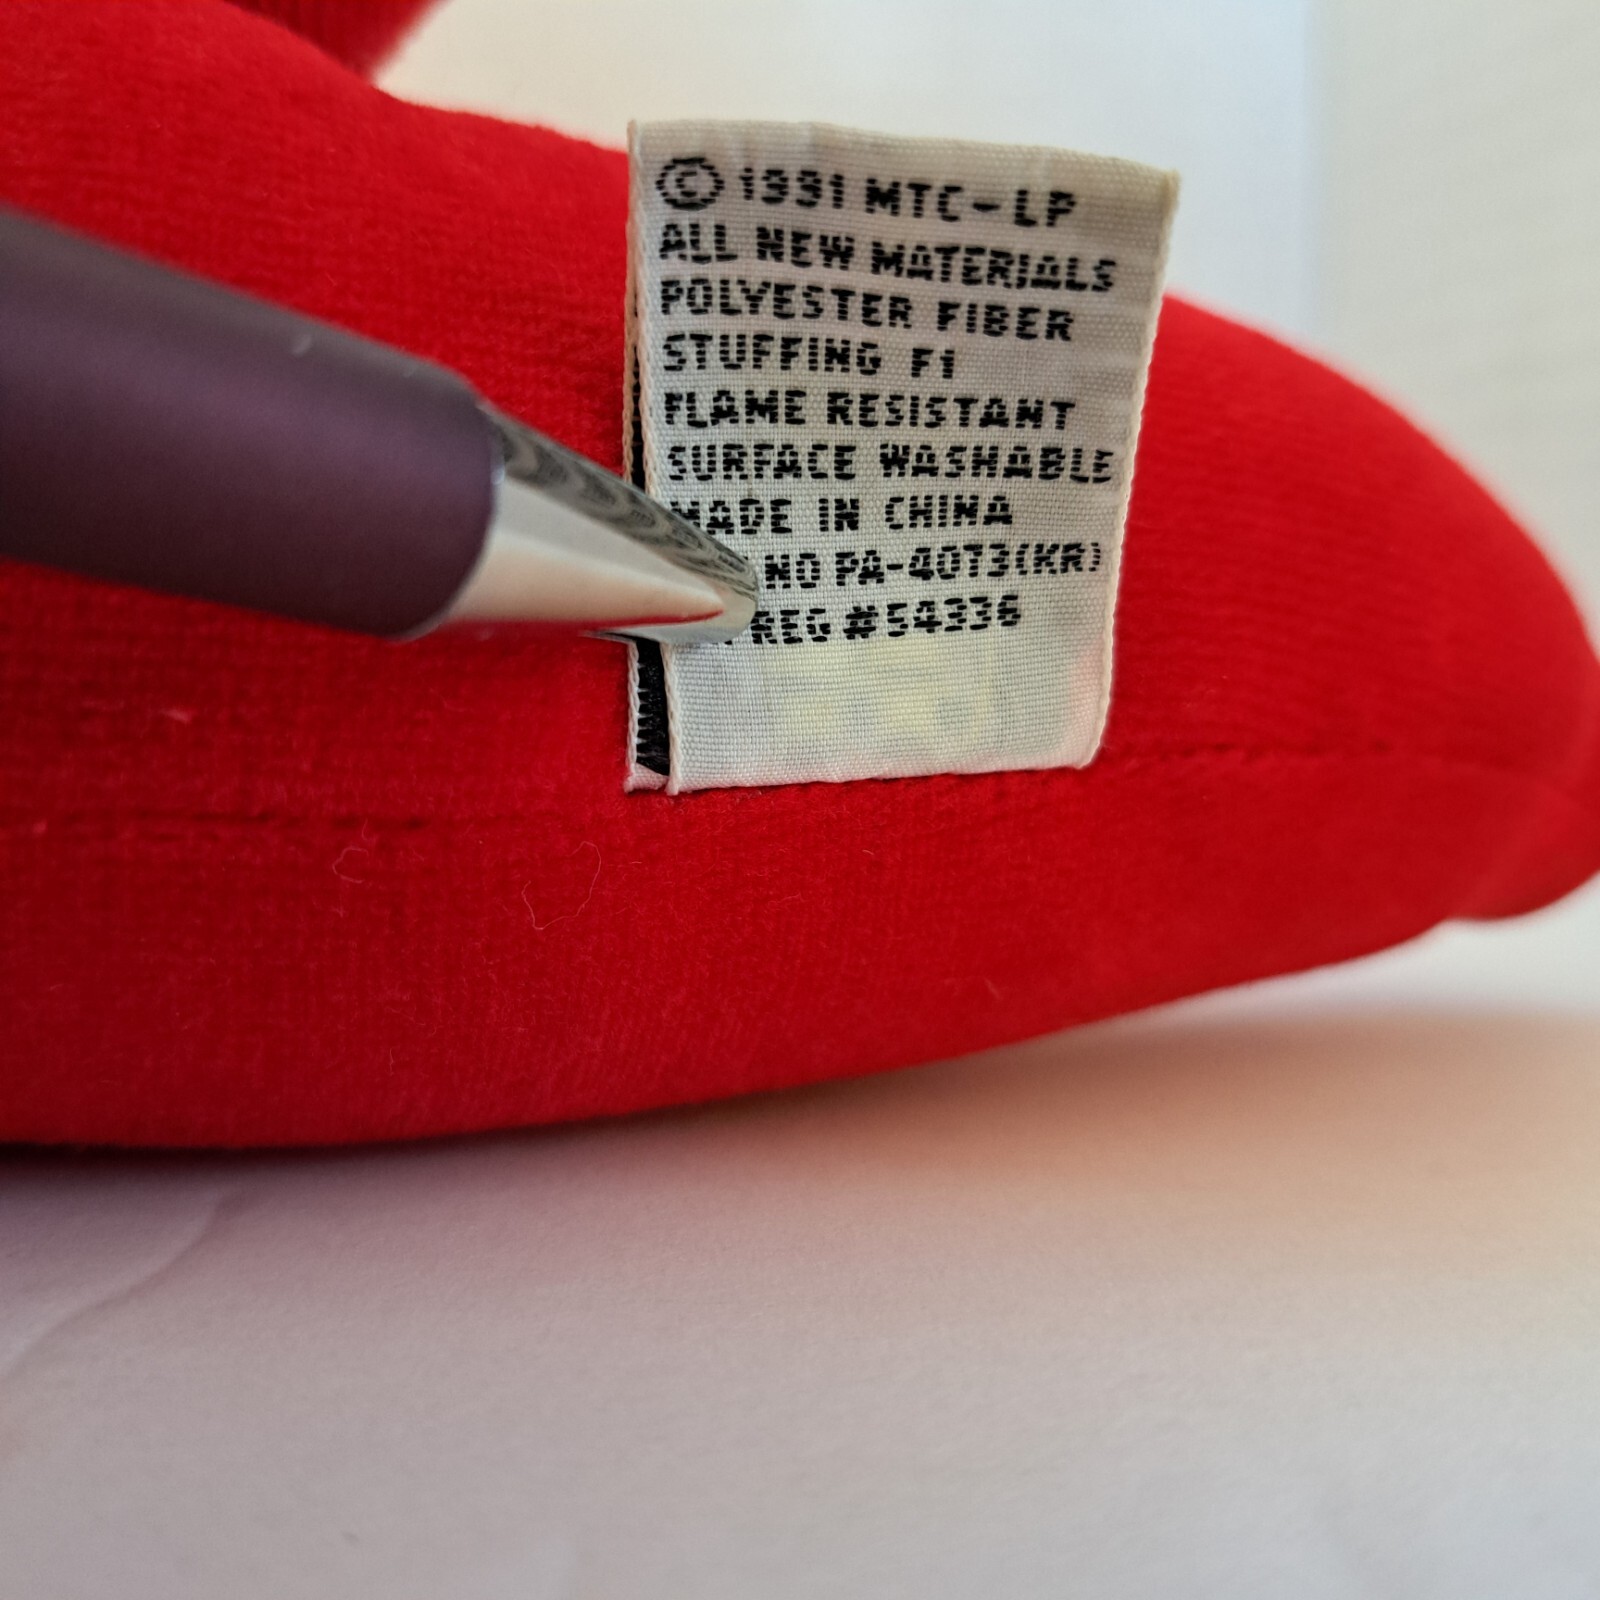 © 1991 MTC-LP
ALL NEW MATERIALS
POLYESTER FIBER
STUFFING F1
FLAME RESISTANT
SURFACE WASHABLE
MADE IN CHINA
NO PA-4073(KR)
REG #54336